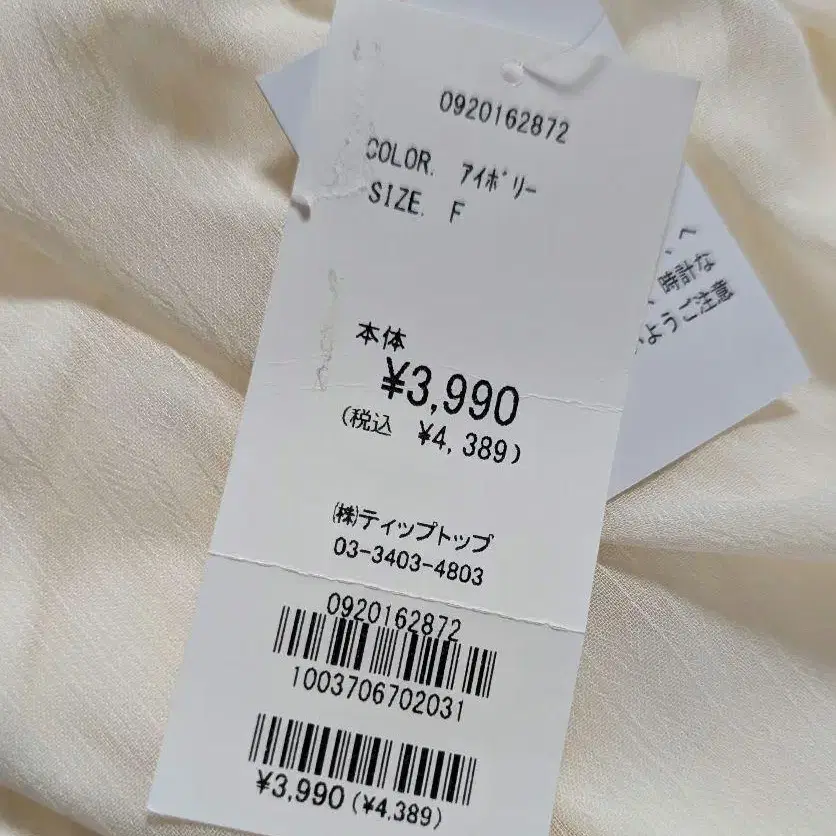 0920162872
COLOR. アイボリー
SIZE. F
本体
¥3,990
(税込 ¥4,389)
㈱ティップトップ
03-3403-4803
0920162872
1003706702031
¥3,990(¥4,389)
、へ
、時計な
ようご注意